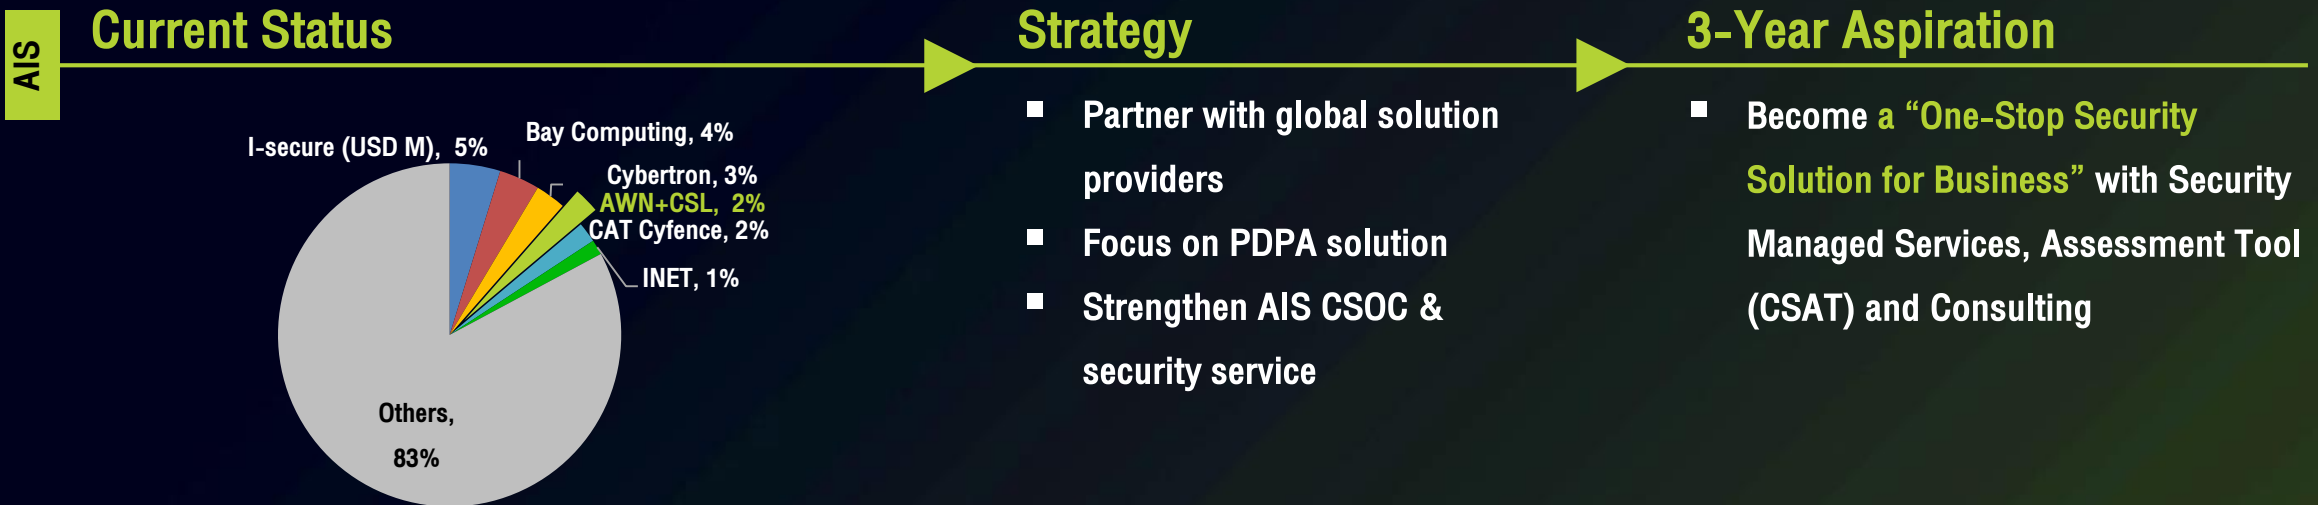 AIS
Current Status
I-secure (USD M), 5%
Bay Computing, 4%
Cybertron, 3%
AWN+CSL, 2%
CAT Cyfence, 2%
INET, 1%
Others,
83%
Strategy
▪ Partner with global solution
providers
▪ Focus on PDPA solution
▪ Strengthen AIS CSOC &
security service
3-Year Aspiration
▪ Become a “One-Stop Security
Solution for Business” with Security
Managed Services, Assessment Tool
(CSAT) and Consulting